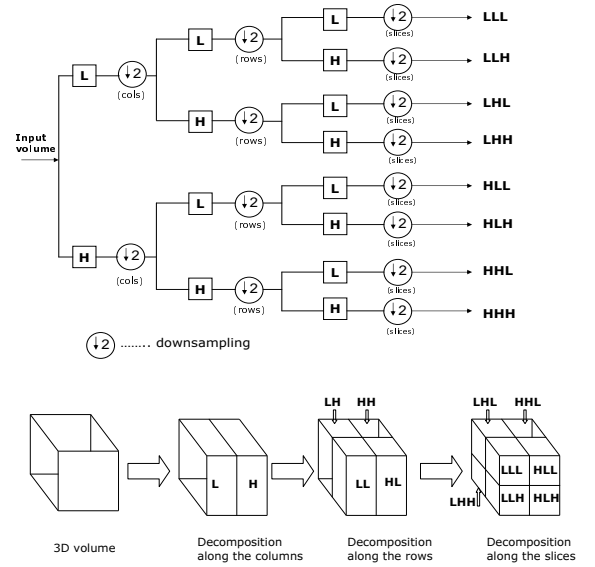 L ↓2 (slices) LLL
L ↓2 (rows)
H ↓2 (slices) LLH
L ↓2 (cols)
L ↓2 (slices) LHL
H ↓2 (rows)
H ↓2 (slices) LHH
Input
volume
L ↓2 (slices) HLL
L ↓2 (rows)
H ↓2 (slices) HLH
H ↓2 (cols)
L ↓2 (slices) HHL
H ↓2 (rows)
H ↓2 (slices) HHH
↓2 ........ downsampling
LH HH
LHL HHL
L H
LL HL
LLL HLL
LLH HLH
LHH
3D volume
Decomposition
along the columns
Decomposition
along the rows
Decomposition
along the slices